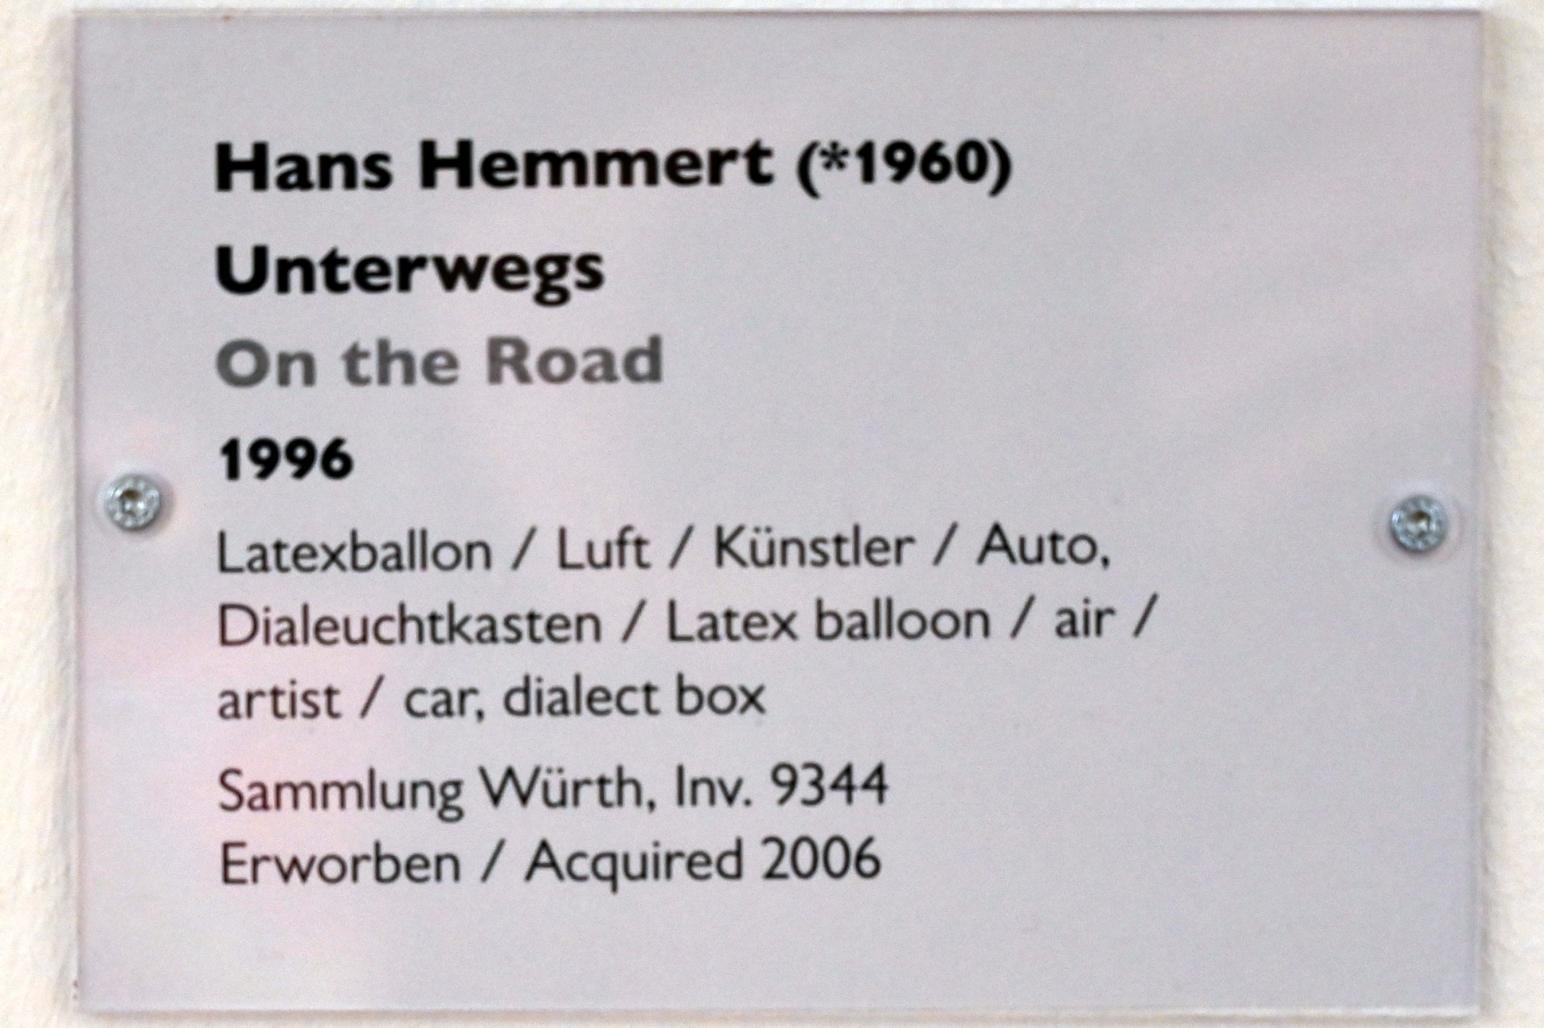 Hans Hemmert (*1960)
Unterwegs
On the Road
1996
Latexballon / Luft / Künstler / Auto,
Dialeuchtkasten / Latex balloon / air /
artist / car, dialect box
Sammlung Würth, Inv. 9344
Erworben / Acquired 2006